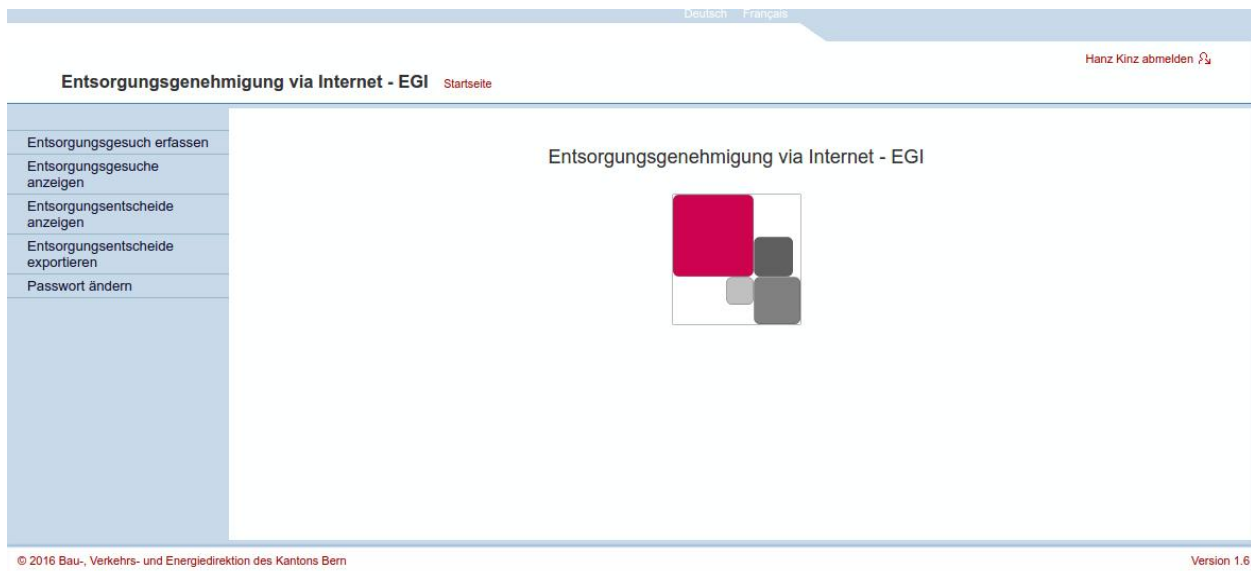 Deutsch Français
Hanz Kinz abmelden
Entsorgungsgenehmigung via Internet - EGI Startseite
Entsorgungsgesuch erfassen
Entsorgungsgesuche
anzeigen
Entsorgungsentscheide
anzeigen
Entsorgungsentscheide
exportieren
Passwort ändern
Entsorgungsgenehmigung via Internet - EGI
© 2016 Bau-, Verkehrs- und Energiedirektion des Kantons Bern
Version 1.6